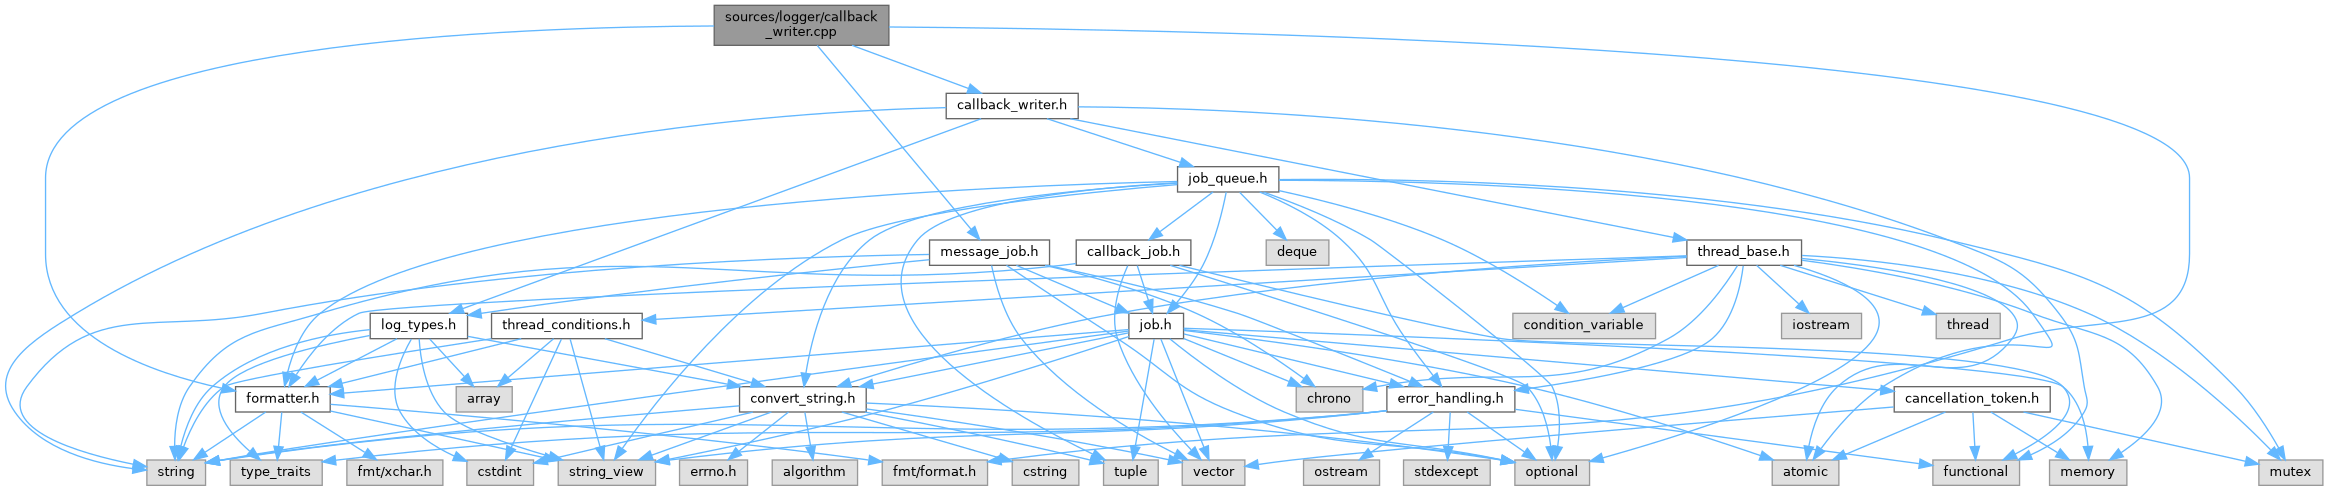 sources/logger/callback
_writer.cpp
callback_writer.h
job_queue.h
message_job.h
callback_job.h
deque
thread_base.h
log_types.h
thread_conditions.h
job.h
condition_variable
iostream
thread
formatter.h
array
convert_string.h
chrono
error_handling.h
cancellation_token.h
string
type_traits
fmt/xchar.h
cstdint
string_view
errno.h
algorithm
fmt/format.h
cstring
tuple
vector
ostream
stdexcept
optional
atomic
functional
memory
mutex